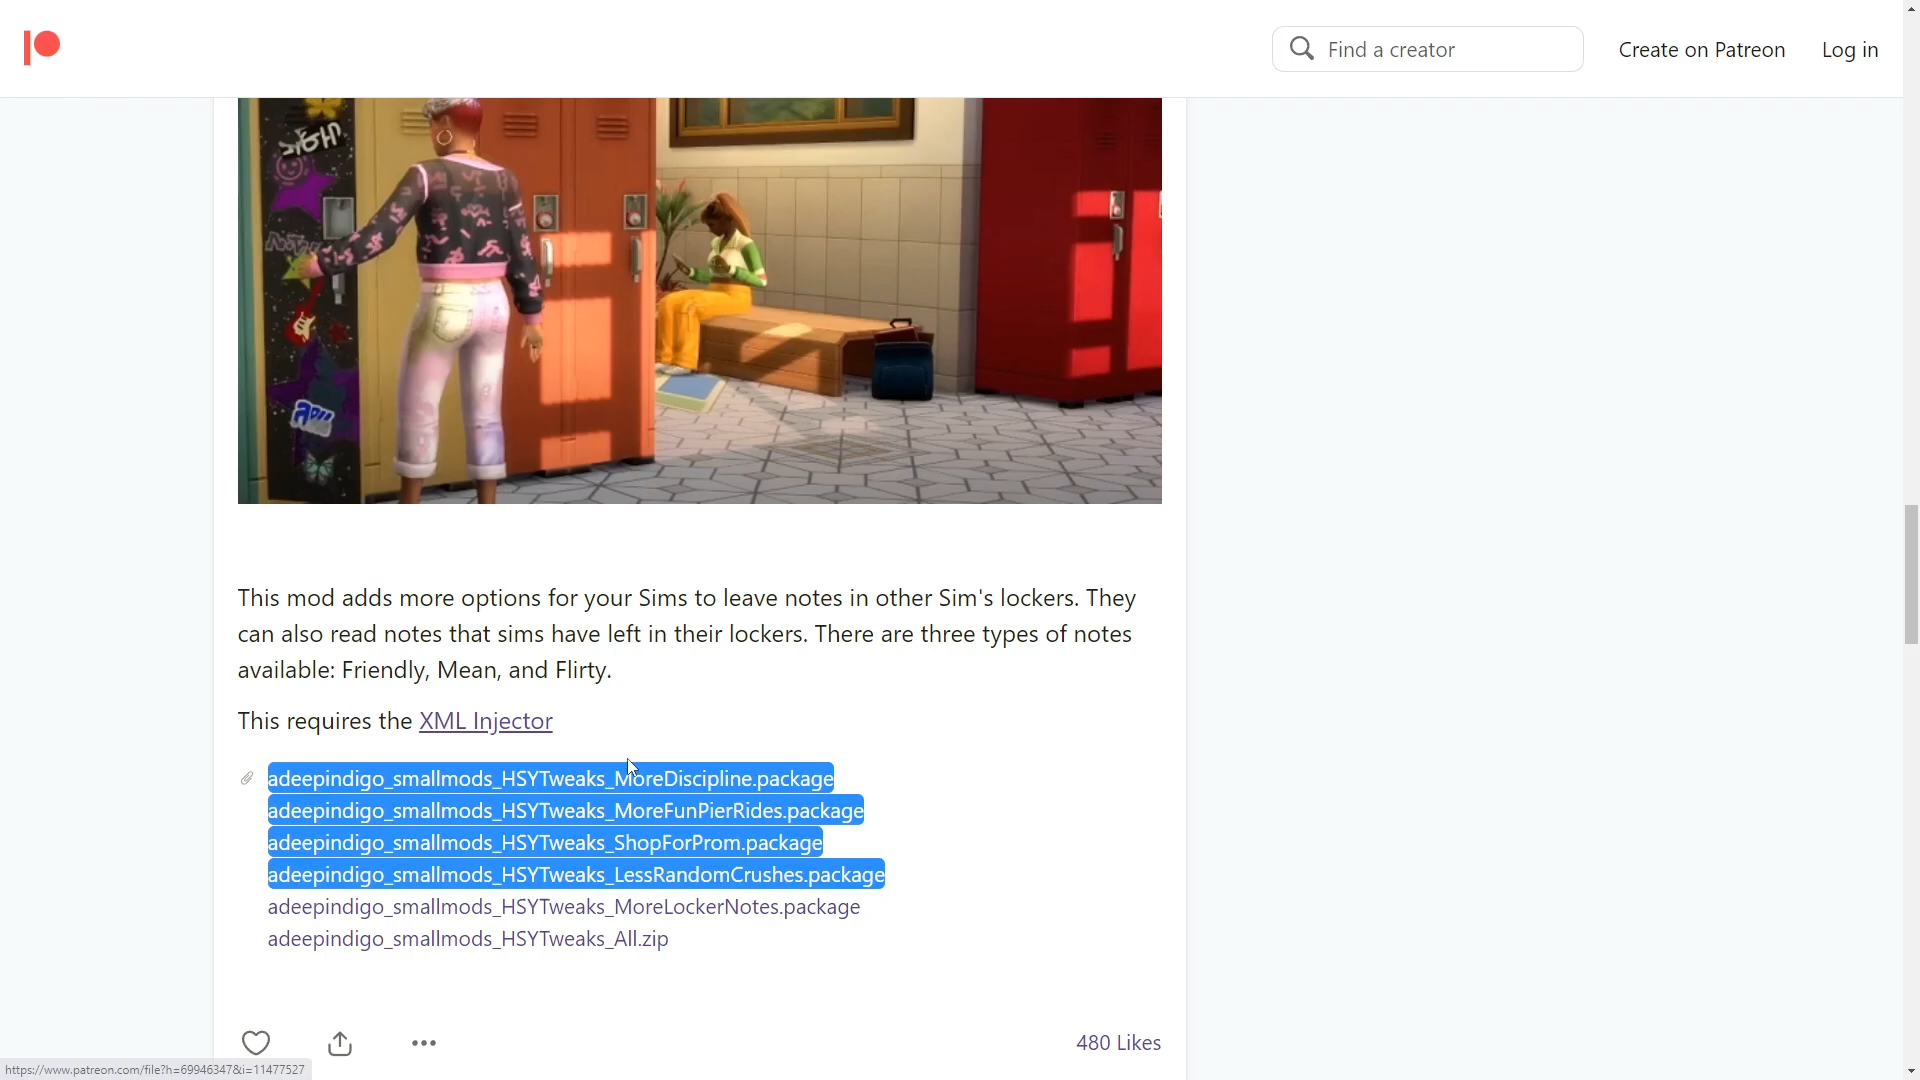 Find a creator
Create on Patreon
Log in
This mod adds more options for your Sims to leave notes in other Sim's lockers. They
can also read notes that sims have left in their lockers. There are three types of notes
available: Friendly, Mean, and Flirty.
This requires the XML Injector
adeepindigo_smallmods_HSYTweaks_MoreDiscipline.package
adeepindigo_smallmods_HSYTweaks_MoreFunPierRides.package
adeepindigo_smallmods_HSYTweaks_ShopForProm.package
adeepindigo_smallmods_HSYTweaks_LessRandomCrushes.package
adeepindigo_smallmods_HSYTweaks_MoreLockerNotes.package
adeepindigo_smallmods_HSYTweaks_All.zip
480 Likes
https://www.patreon.com/file?h=69946347&i=11477527